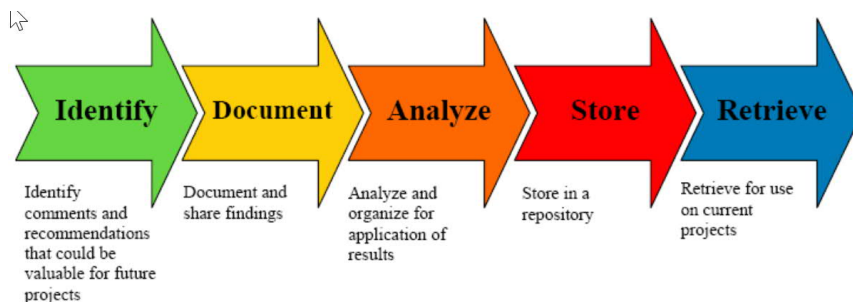 Identify
Document
Analyze
Store
Retrieve
Identify
comments and
recommendations
that could be
valuable for future
projects
Document and
share findings
Analyze and
organize for
application of
results
Store in a
repository
Retrieve for use
on current
projects